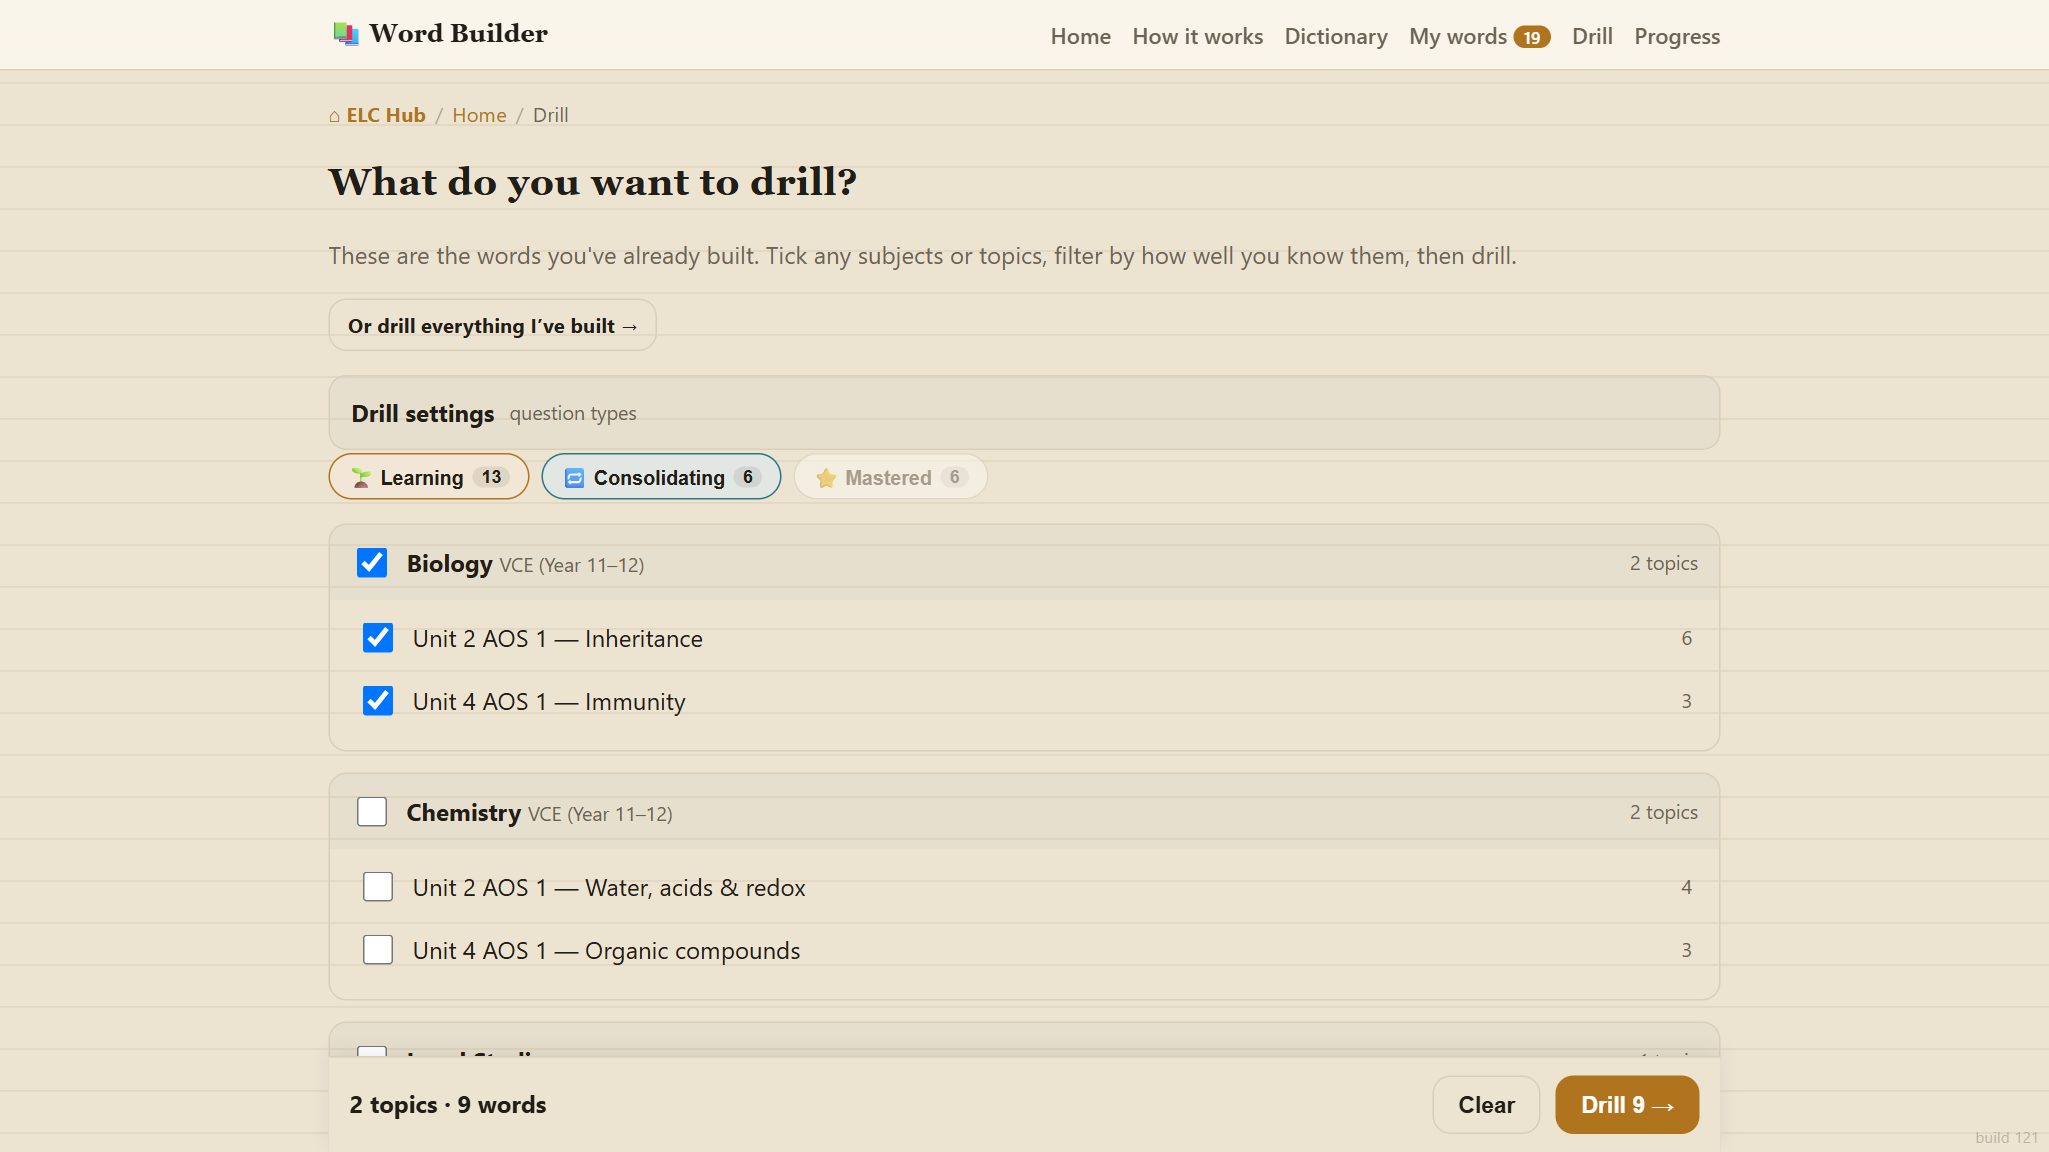 Word Builder
Home How it works Dictionary My words 19 Drill Progress
⌂ ELC Hub / Home / Drill
What do you want to drill?
These are the words you've already built. Tick any subjects or topics, filter by how well you know them, then drill.
Or drill everything I’ve built →
Drill settings question types
Learning 13 Consolidating 6 Mastered 6
Biology VCE (Year 11–12) 2 topics
Unit 2 AOS 1 — Inheritance 6
Unit 4 AOS 1 — Immunity 3
Chemistry VCE (Year 11–12) 2 topics
Unit 2 AOS 1 — Water, acids & redox 4
Unit 4 AOS 1 — Organic compounds 3
2 topics · 9 words Clear Drill 9 →
build 121